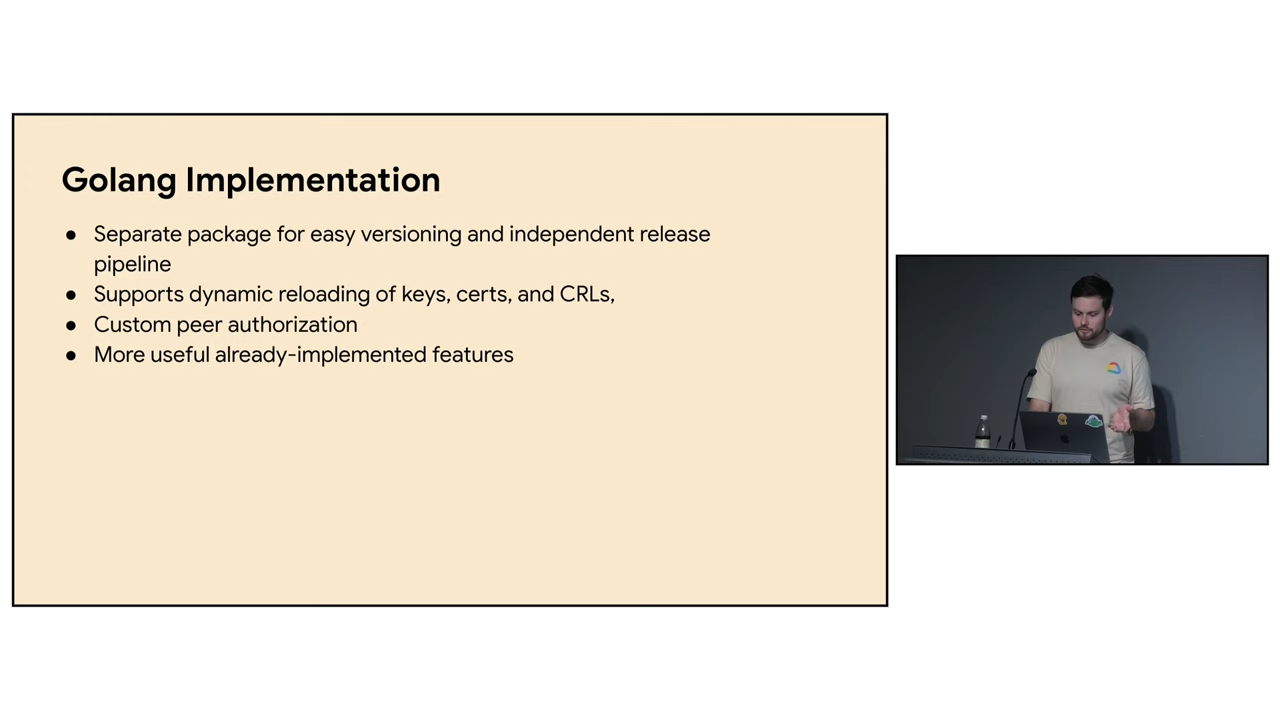 Golang Implementation
● Separate package for easy versioning and independent release
pipeline
● Supports dynamic reloading of keys, certs, and CRLs,
● Custom peer authorization
● More useful already-implemented features